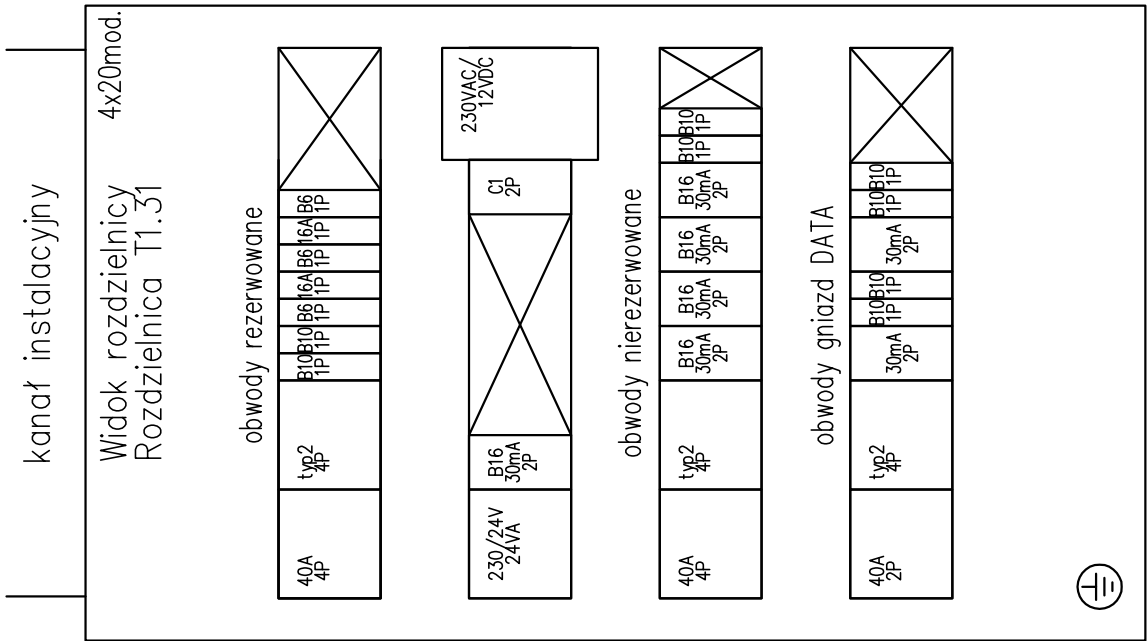 kanał instalacyjny
Widok rozdzielnicy 4x20mod.
Rozdzielnica T1.31
obwody rezerwowane
40A
4P
typ2
4P
B10
1P
B10
1P
B6
1P
16A
1P
B6
1P
16A
1P
B6
1P
230/24V
24VA
B16
30mA
2P
C1
2P
230VAC/
12VDC
obwody nierezerwowane
40A
4P
typ2
4P
B16
30mA
2P
B16
30mA
2P
B16
30mA
2P
B16
30mA
2P
B10
1P
B10
1P
obwody gniazd DATA
40A
2P
typ2
4P
30mA
2P
B10
1P
B10
1P
30mA
2P
B10
1P
B10
1P